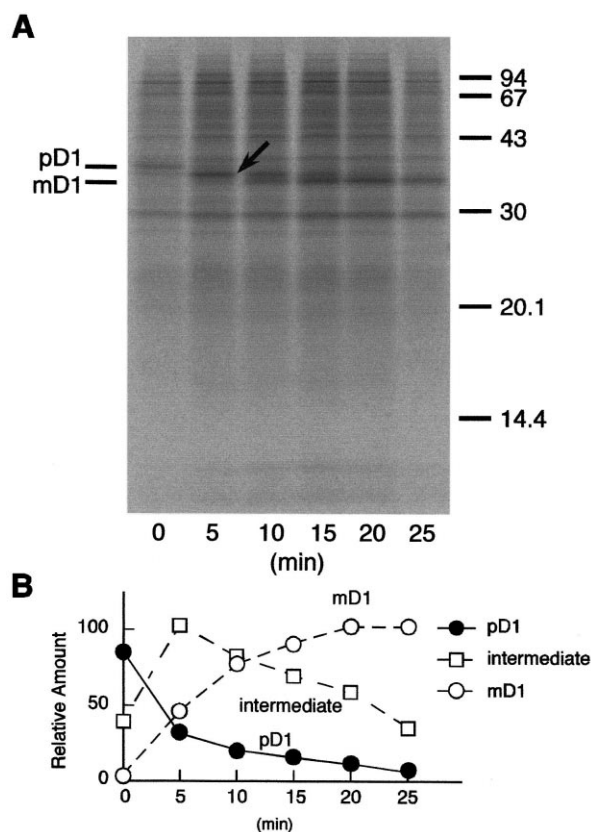 A
pD1
mD1
94
67
43
30
20.1
14.4
0 5 10 15 20 25
(min)
B
mD1
100
50
0
Relative Amount
intermediate
pD1
pD1
intermediate
mD1
0 5 10 15 20 25
(min)